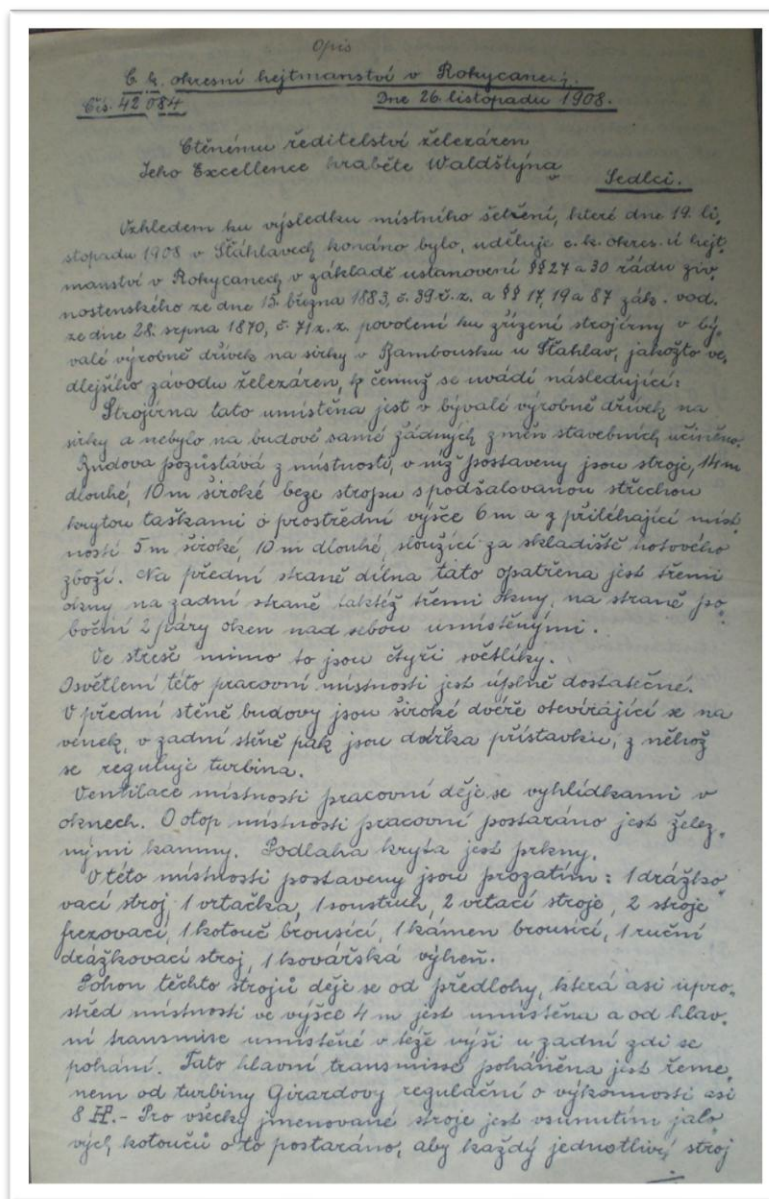 Opis
C. k. okresní hejtmanství v Rokycanech.
Čís. 42084 Dne 26. listopadu 1908.
Ctěnému ředitelství železáren
Jeho Excellence hraběte Waldštýna
Sedlci.
Vzhledem ku výsledku místního šetření, které dne 19. li,
stopadu 1908 v Šťáhlavech konáno bylo, uděluje c. k. okres. ú hejt,
manství v Rokycanech v základě ustanovení §§ 27 a 30 řádu živ,
nostenského ze dne 15. března 1883, č. 39. ř. z. a §§ 17, 19 a 87 zák. vod.
ze dne 28. srpna 1870, č. 71 z. z. povolení ku zřízení strojírny v bý,
valé výrobně dřívek na sirky v Bambousku u Šťáhlav, jakožto ve,
dlejšího závodu železáren, k čemuž se uvádí následující:
Strojírna tato umístěna jest v bývalé výrobně dřívek na
sirky a nebylo na budově samé žádných změn stavebních učiněno.
Budova pozůstává z místnosti, v níž postaveny jsou stroje, 14 m
dlouhé, 10 m široké beze stropu s podšalovanou střechou
krytou taškami o prostřední výšce 6 m a z přiléhající míst,
nosti 5 m široké, 10 m dlouhé, sloužící za skladiště hotového
zboží. Na přední straně dílna tato opatřena jest třemi
okny na zadní straně taktéž třemi okny, na straně po,
boční 2 páry oken nad sebou umístěnými.
Ve střeše mimo to jsou čtyři světlíky.
Osvětlení této pracovní místnosti jest úplně dostatečné.
V přední stěně budovy jsou široké dvéře otevírající se na
venek, v zadní stěně pak jsou dvířka přístavku, z něhož
se reguluje turbina.
Ventilace místnosti pracovní děje se vyhlídkami v
oknech. O otop místnosti pracovní postaráno jest želez,
nými kamny. Podlaha kryta jest prkny.
V této místnosti postaveny jsou prozatím: 1 drážko,
vací stroj, 1 vrtačka, 1 soustruh, 2 vrtací stroje, 2 stroje
frezovací, 1 kotouč brousící, 1 kámen brousící, 1 ruční
drážkovací stroj, 1 kovářská výheň.
Pohon těchto strojů děje se od předlohy, která asi upro,
střed místnosti ve výšce 4 m jest umístěna a od hlav,
ní transmise umístěné v téže výši u zadní zdi se
pohání. Tato hlavní transmisse poháněna jest řeme,
nem od turbiny Girardovy regulační o výkonnosti asi
8 HP. - Pro všecky jmenované stroje jest vsunutím jalo,
vých kotoučů o to postaráno, aby každý jednotlivý stroj